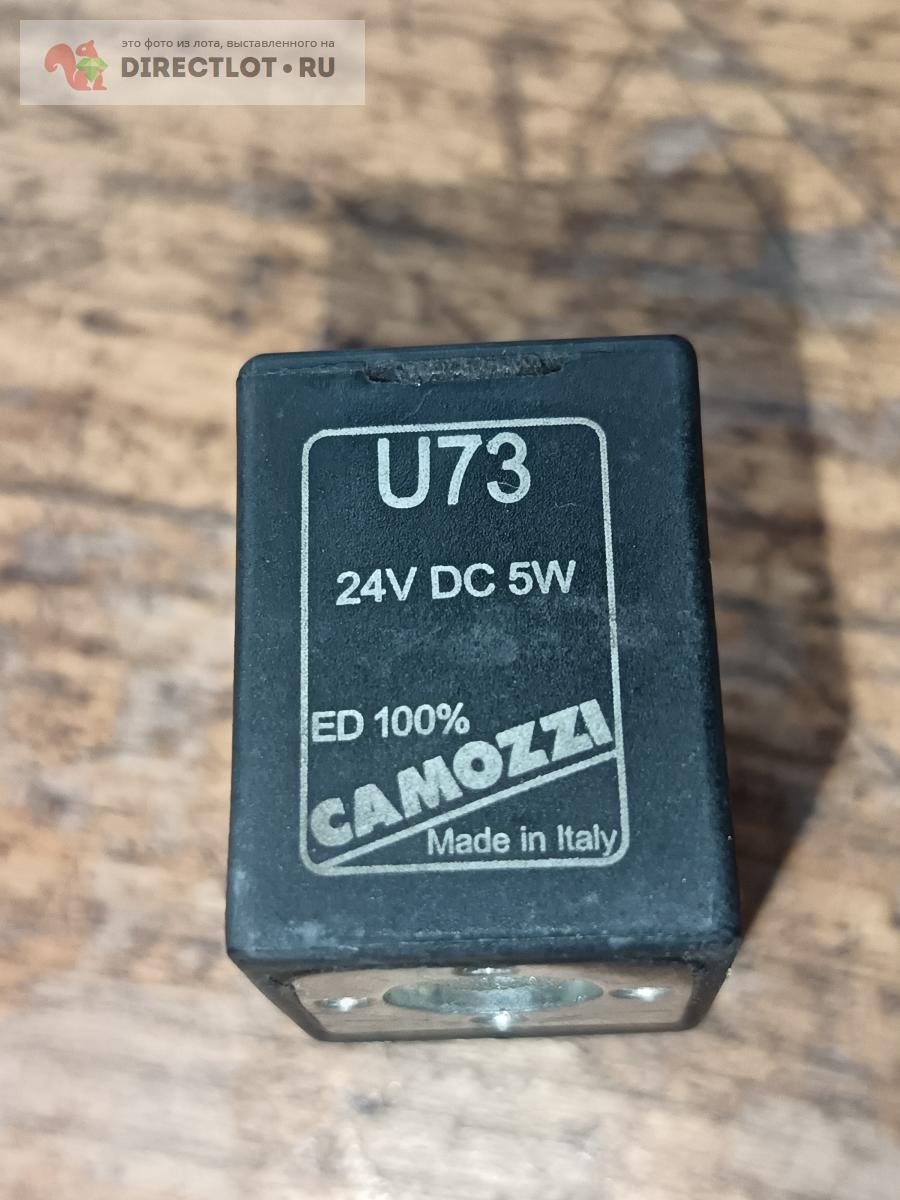 это фото из лота, выставленного на
DIRECTLOT•RU
U73
24V DC 5W
ED 100%
CAMOZZI
Made in Italy